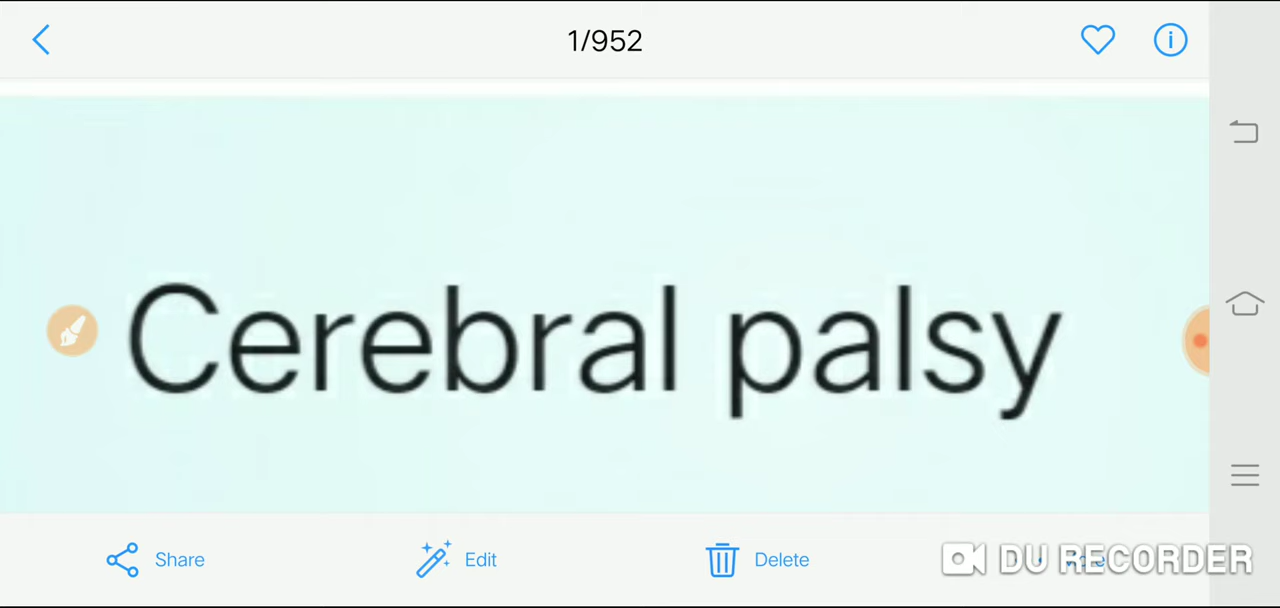 1/952
Cerebral palsy
Share
Edit
Delete
DU RECORDER